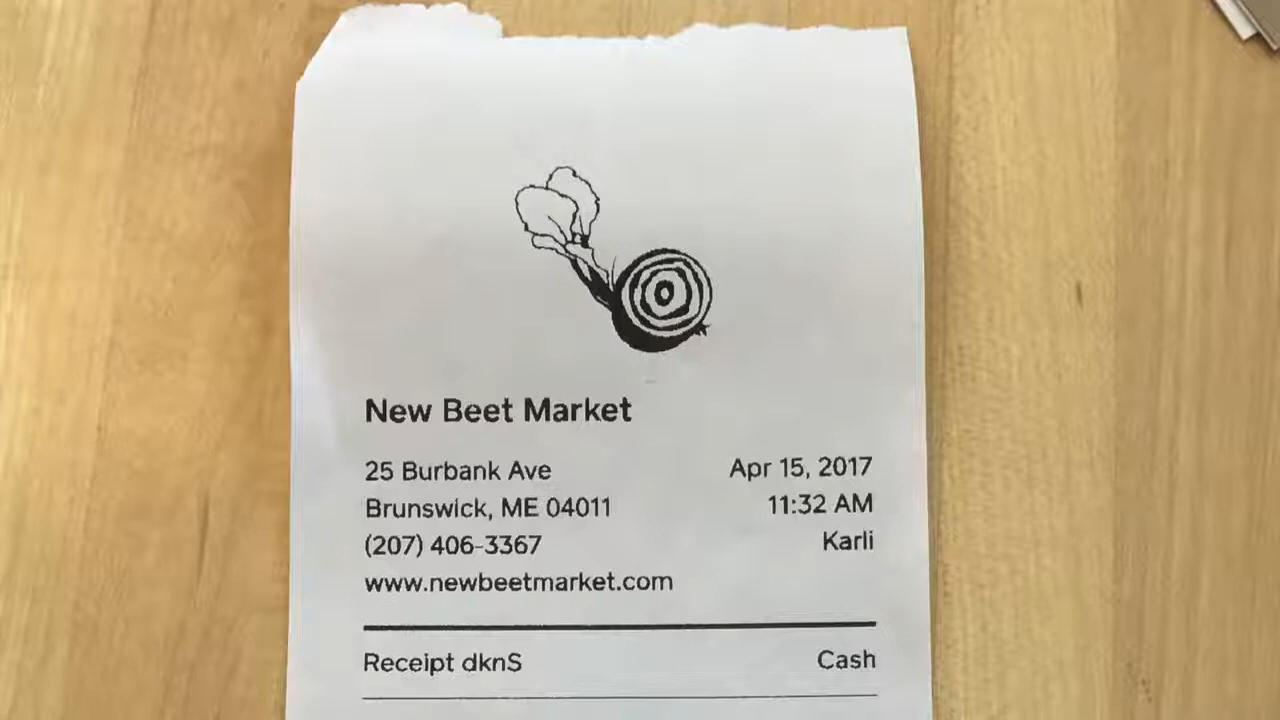 New Beet Market
25 Burbank Ave Apr 15, 2017
Brunswick, ME 04011 11:32 AM
(207) 406-3367 Karli
www.newbeetmarket.com
Receipt dknS Cash